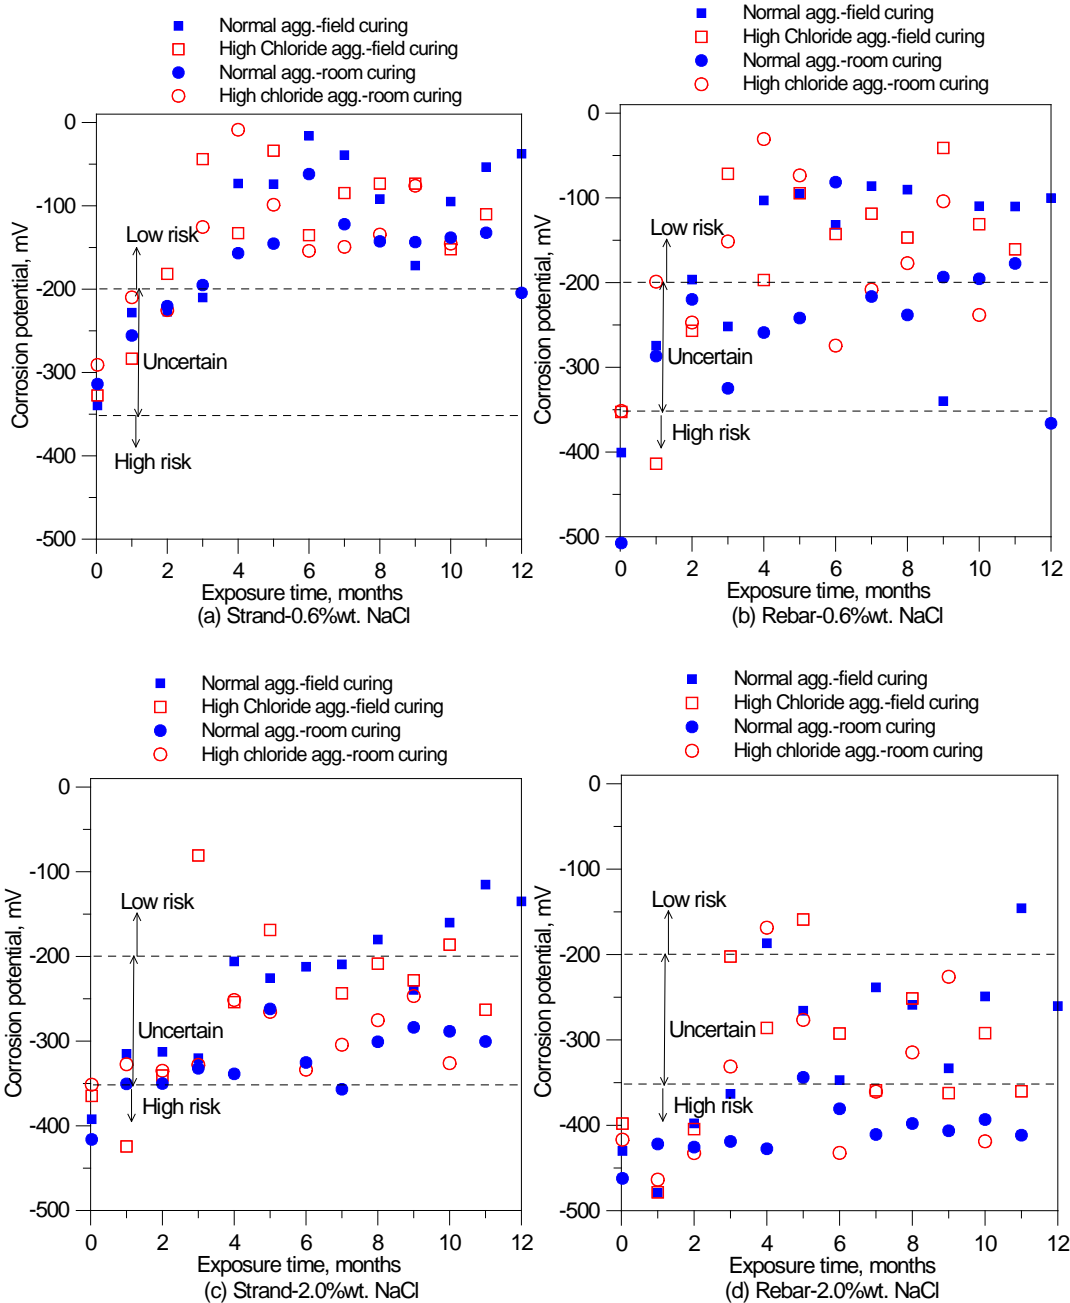 Normal agg.-field curing
High Chloride agg.-field curing
Normal agg.-room curing
High chloride agg.-room curing
0
-100
-200
-300
-400
-500
Corrosion potential, mV
Low risk
Uncertain
High risk
0 2 4 6 8 10 12
Exposure time, months
(a) Strand-0.6%wt. NaCl
Normal agg.-field curing
High Chloride agg.-field curing
Normal agg.-room curing
High chloride agg.-room curing
0
-100
-200
-300
-400
-500
Corrosion potential, mV
Low risk
Uncertain
High risk
0 2 4 6 8 10 12
Exposure time, months
(b) Rebar-0.6%wt. NaCl
Normal agg.-field curing
High Chloride agg.-field curing
Normal agg.-room curing
High chloride agg.-room curing
0
-100
-200
-300
-400
-500
Corrosion potential, mV
Low risk
Uncertain
High risk
0 2 4 6 8 10 12
Exposure time, months
(c) Strand-2.0%wt. NaCl
Normal agg.-field curing
High Chloride agg.-field curing
Normal agg.-room curing
High chloride agg.-room curing
0
-100
-200
-300
-400
-500
Corrosion potential, mV
Low risk
Uncertain
High risk
0 2 4 6 8 10 12
Exposure time, months
(d) Rebar-2.0%wt. NaCl